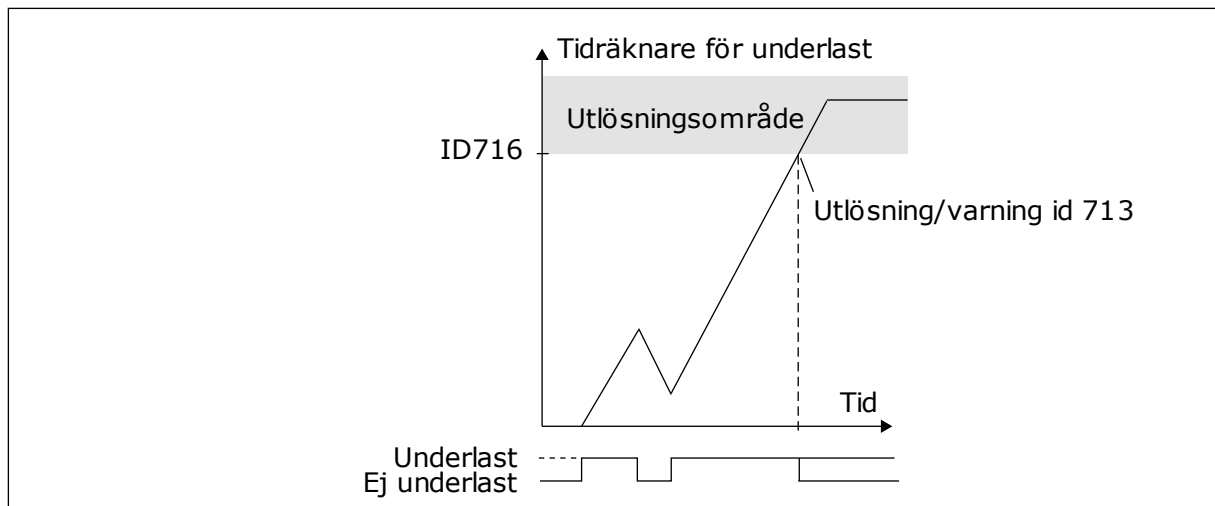 Tidräknare för underlast
Utlösningsområde
ID716
Utlösning/varning id 713
Tid
Underlast
Ej underlast